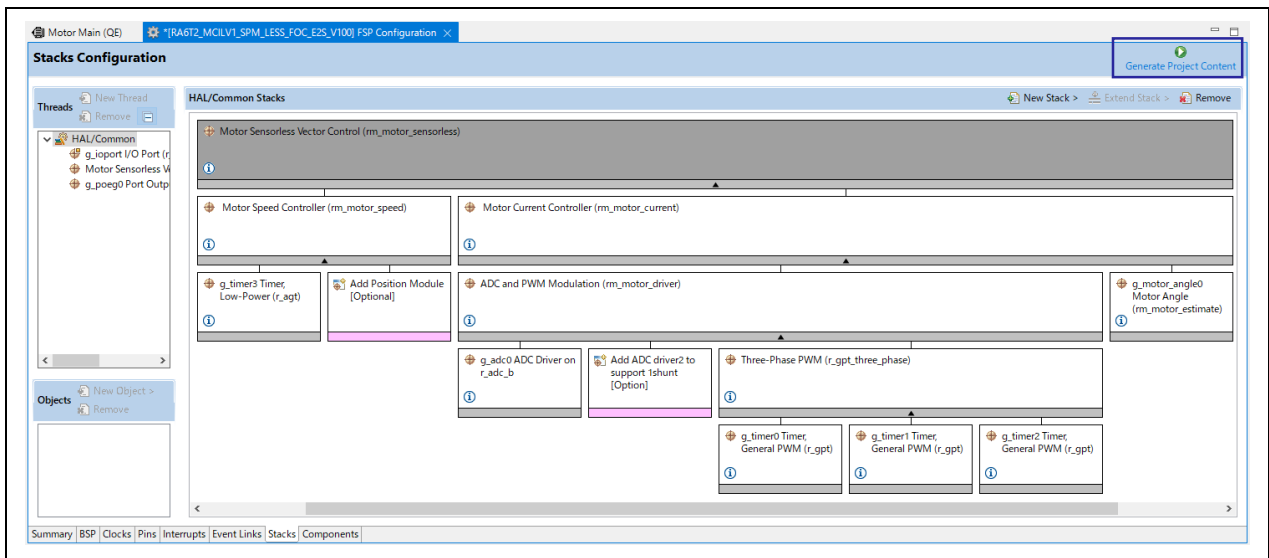 Motor Main (QE)
*[RA6T2_MCILV1_SPM_LESS_FOC_E2S_V100] FSP Configuration
Stacks Configuration
Generate Project Content
Threads
New Thread
Remove
HAL/Common Stacks
New Stack >
Extend Stack >
Remove
HAL/Common
g_ioport I/O Port (r
Motor Sensorless Ve
g_poeg0 Port Outp
Motor Sensorless Vector Control (rm_motor_sensorless)
Motor Speed Controller (rm_motor_speed)
Motor Current Controller (rm_motor_current)
g_timer3 Timer,
Low-Power (r_agt)
Add Position Module
[Optional]
ADC and PWM Modulation (rm_motor_driver)
g_motor_angle0
Motor Angle
(rm_motor_estimate)
g_adc0 ADC Driver on
r_adc_b
Add ADC driver2 to
support 1shunt
[Option]
Three-Phase PWM (r_gpt_three_phase)
g_timer0 Timer,
General PWM (r_gpt)
g_timer1 Timer,
General PWM (r_gpt)
g_timer2 Timer,
General PWM (r_gpt)
Objects
New Object >
Remove
Summary BSP Clocks Pins Interrupts Event Links Stacks Components